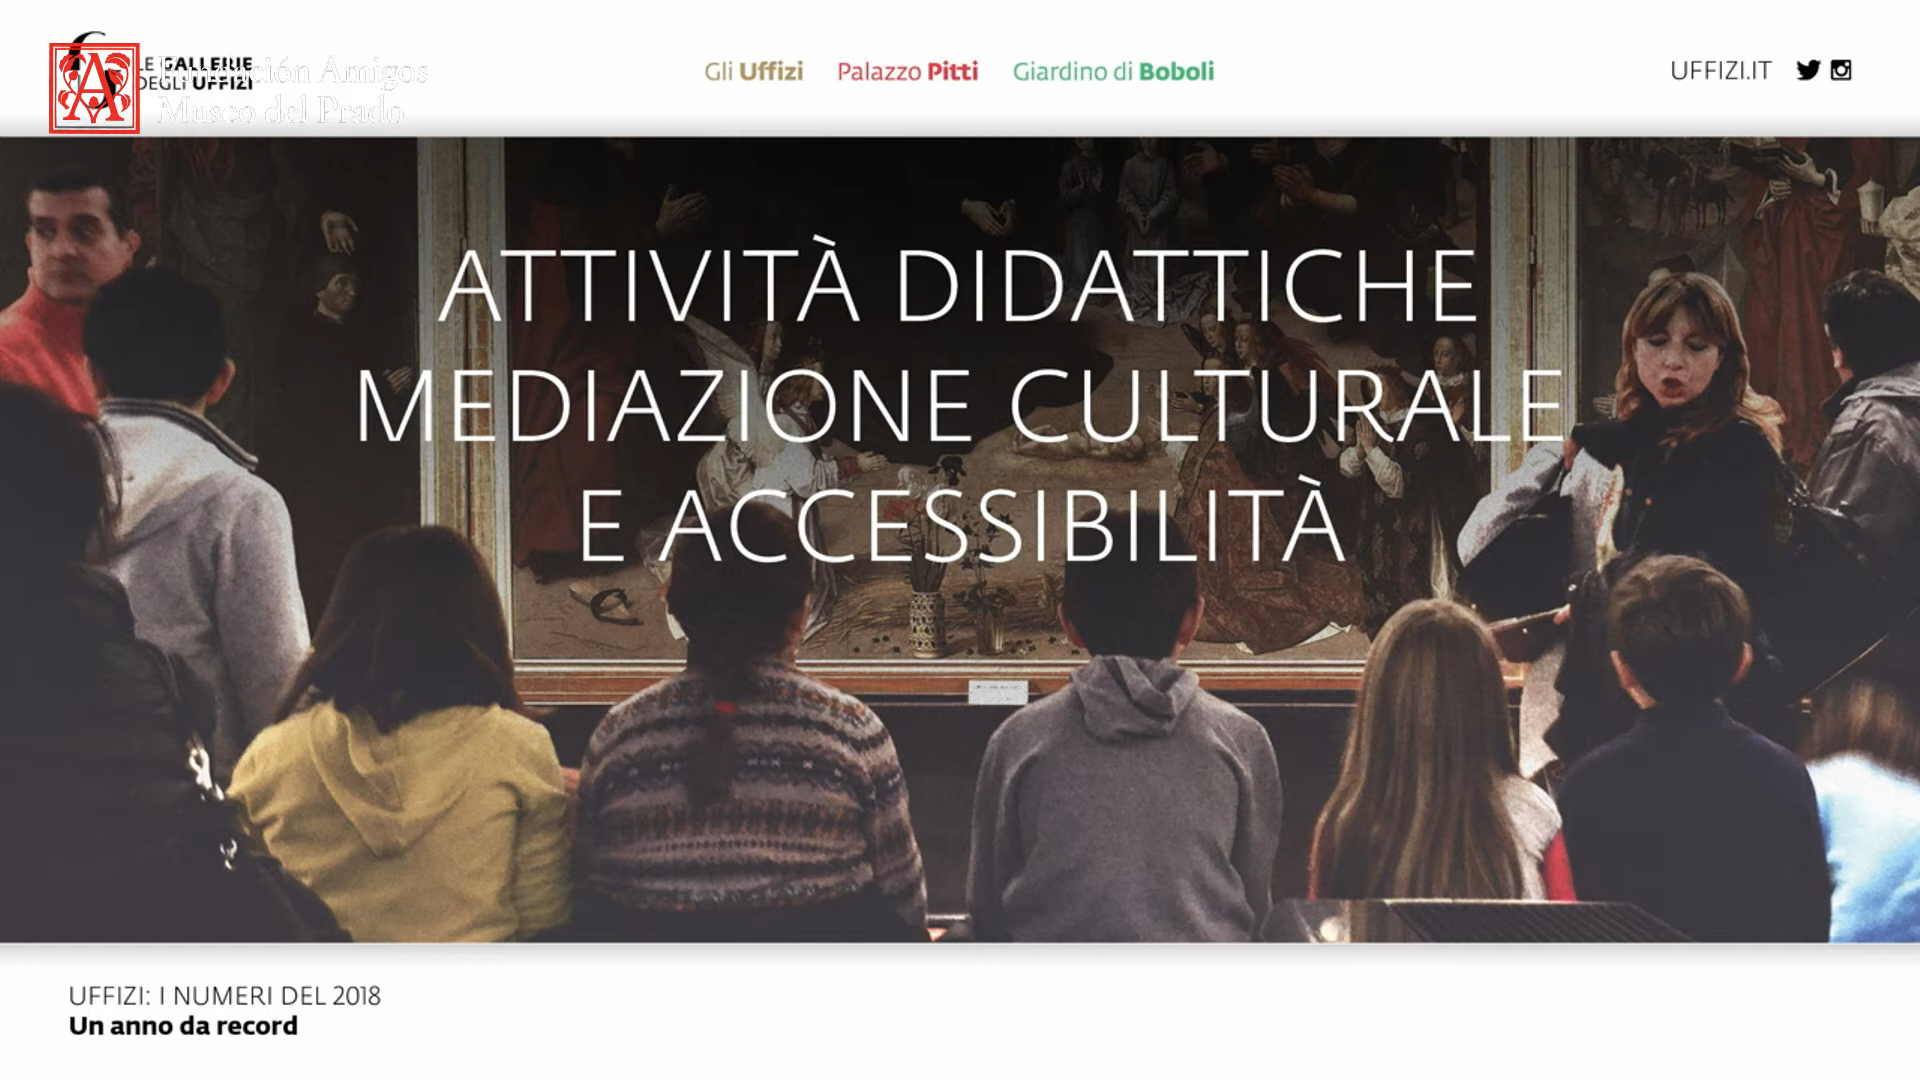 LE GALLERIE
DEGLI UFFIZI
Fundación Amigos
Museo del Prado
Gli Uffizi
Palazzo Pitti
Giardino di Boboli
UFFIZI.IT
ATTIVITÀ DIDATTICHE
MEDIAZIONE CULTURALE
E ACCESSIBILITÀ
UFFIZI: I NUMERI DEL 2018
Un anno da record